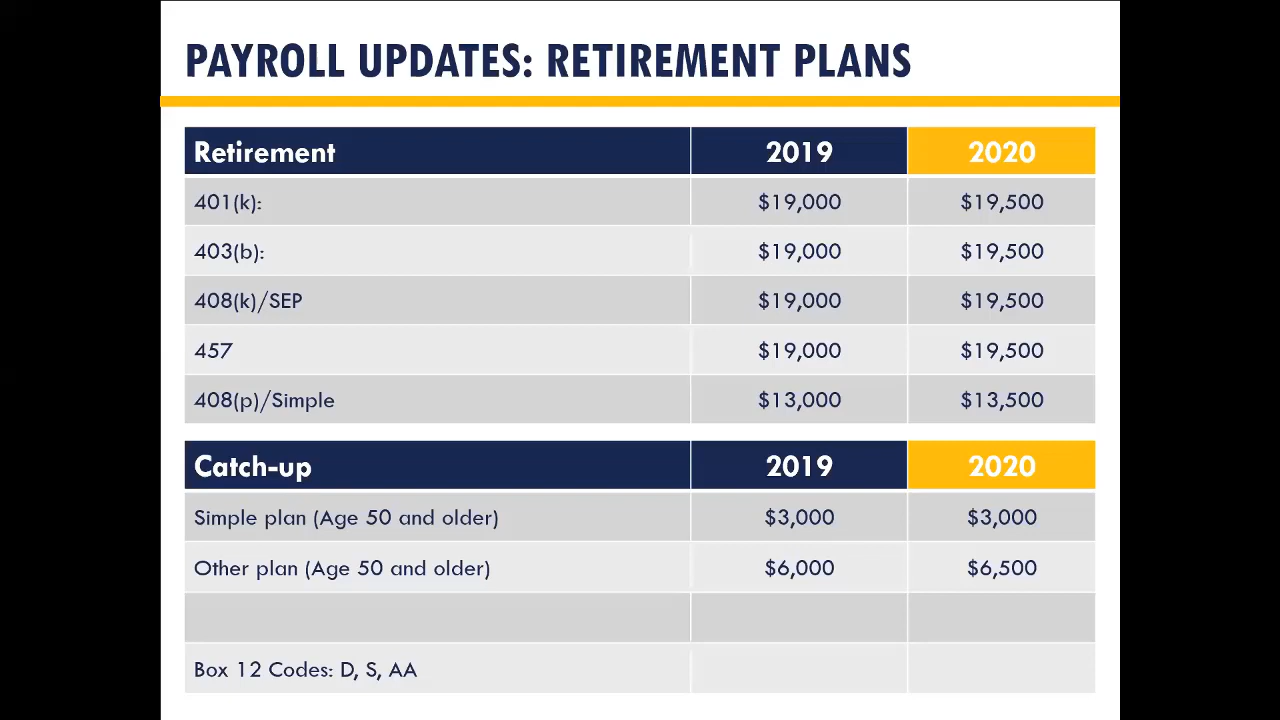 PAYROLL UPDATES: RETIREMENT PLANS
Retirement 2019 2020
401(k): $19,000 $19,500
403(b): $19,000 $19,500
408(k)/SEP $19,000 $19,500
457 $19,000 $19,500
408(p)/Simple $13,000 $13,500
Catch-up 2019 2020
Simple plan (Age 50 and older) $3,000 $3,000
Other plan (Age 50 and older) $6,000 $6,500
Box 12 Codes: D, S, AA